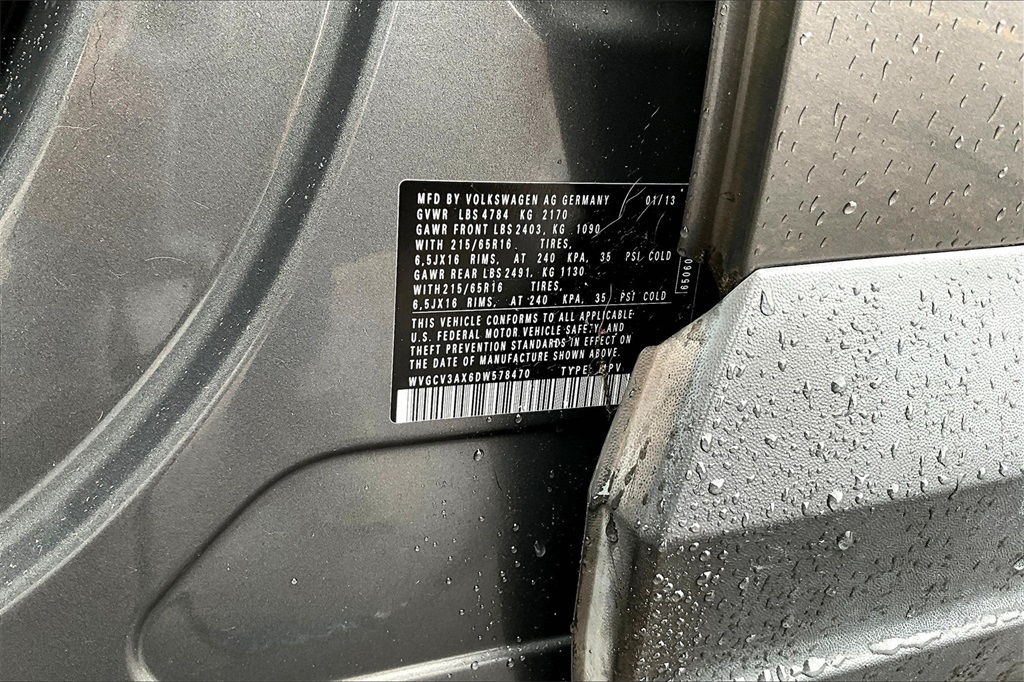 MFD BY VOLKSWAGEN AG GERMANY 01/13
GVWR LBS 4784 KG 2170
GAWR FRONT LBS 2403, KG 1090
WITH 215/65R16 TIRES,
6,5JX16 RIMS, AT 240 KPA, 35 PSI COLD
GAWR REAR LBS 2491, KG 1130
WITH 215/65R16 TIRES,
6,5JX16 RIMS, AT 240 KPA, 35 PSI COLD
65060
THIS VEHICLE CONFORMS TO ALL APPLICABLE
U.S. FEDERAL MOTOR VEHICLE SAFETY, AND
THEFT PREVENTION STANDARDS IN EFFECT ON
THE DATE OF MANUFACTURE SHOWN ABOVE.
WVGCV3AX6DW578470 TYPE: